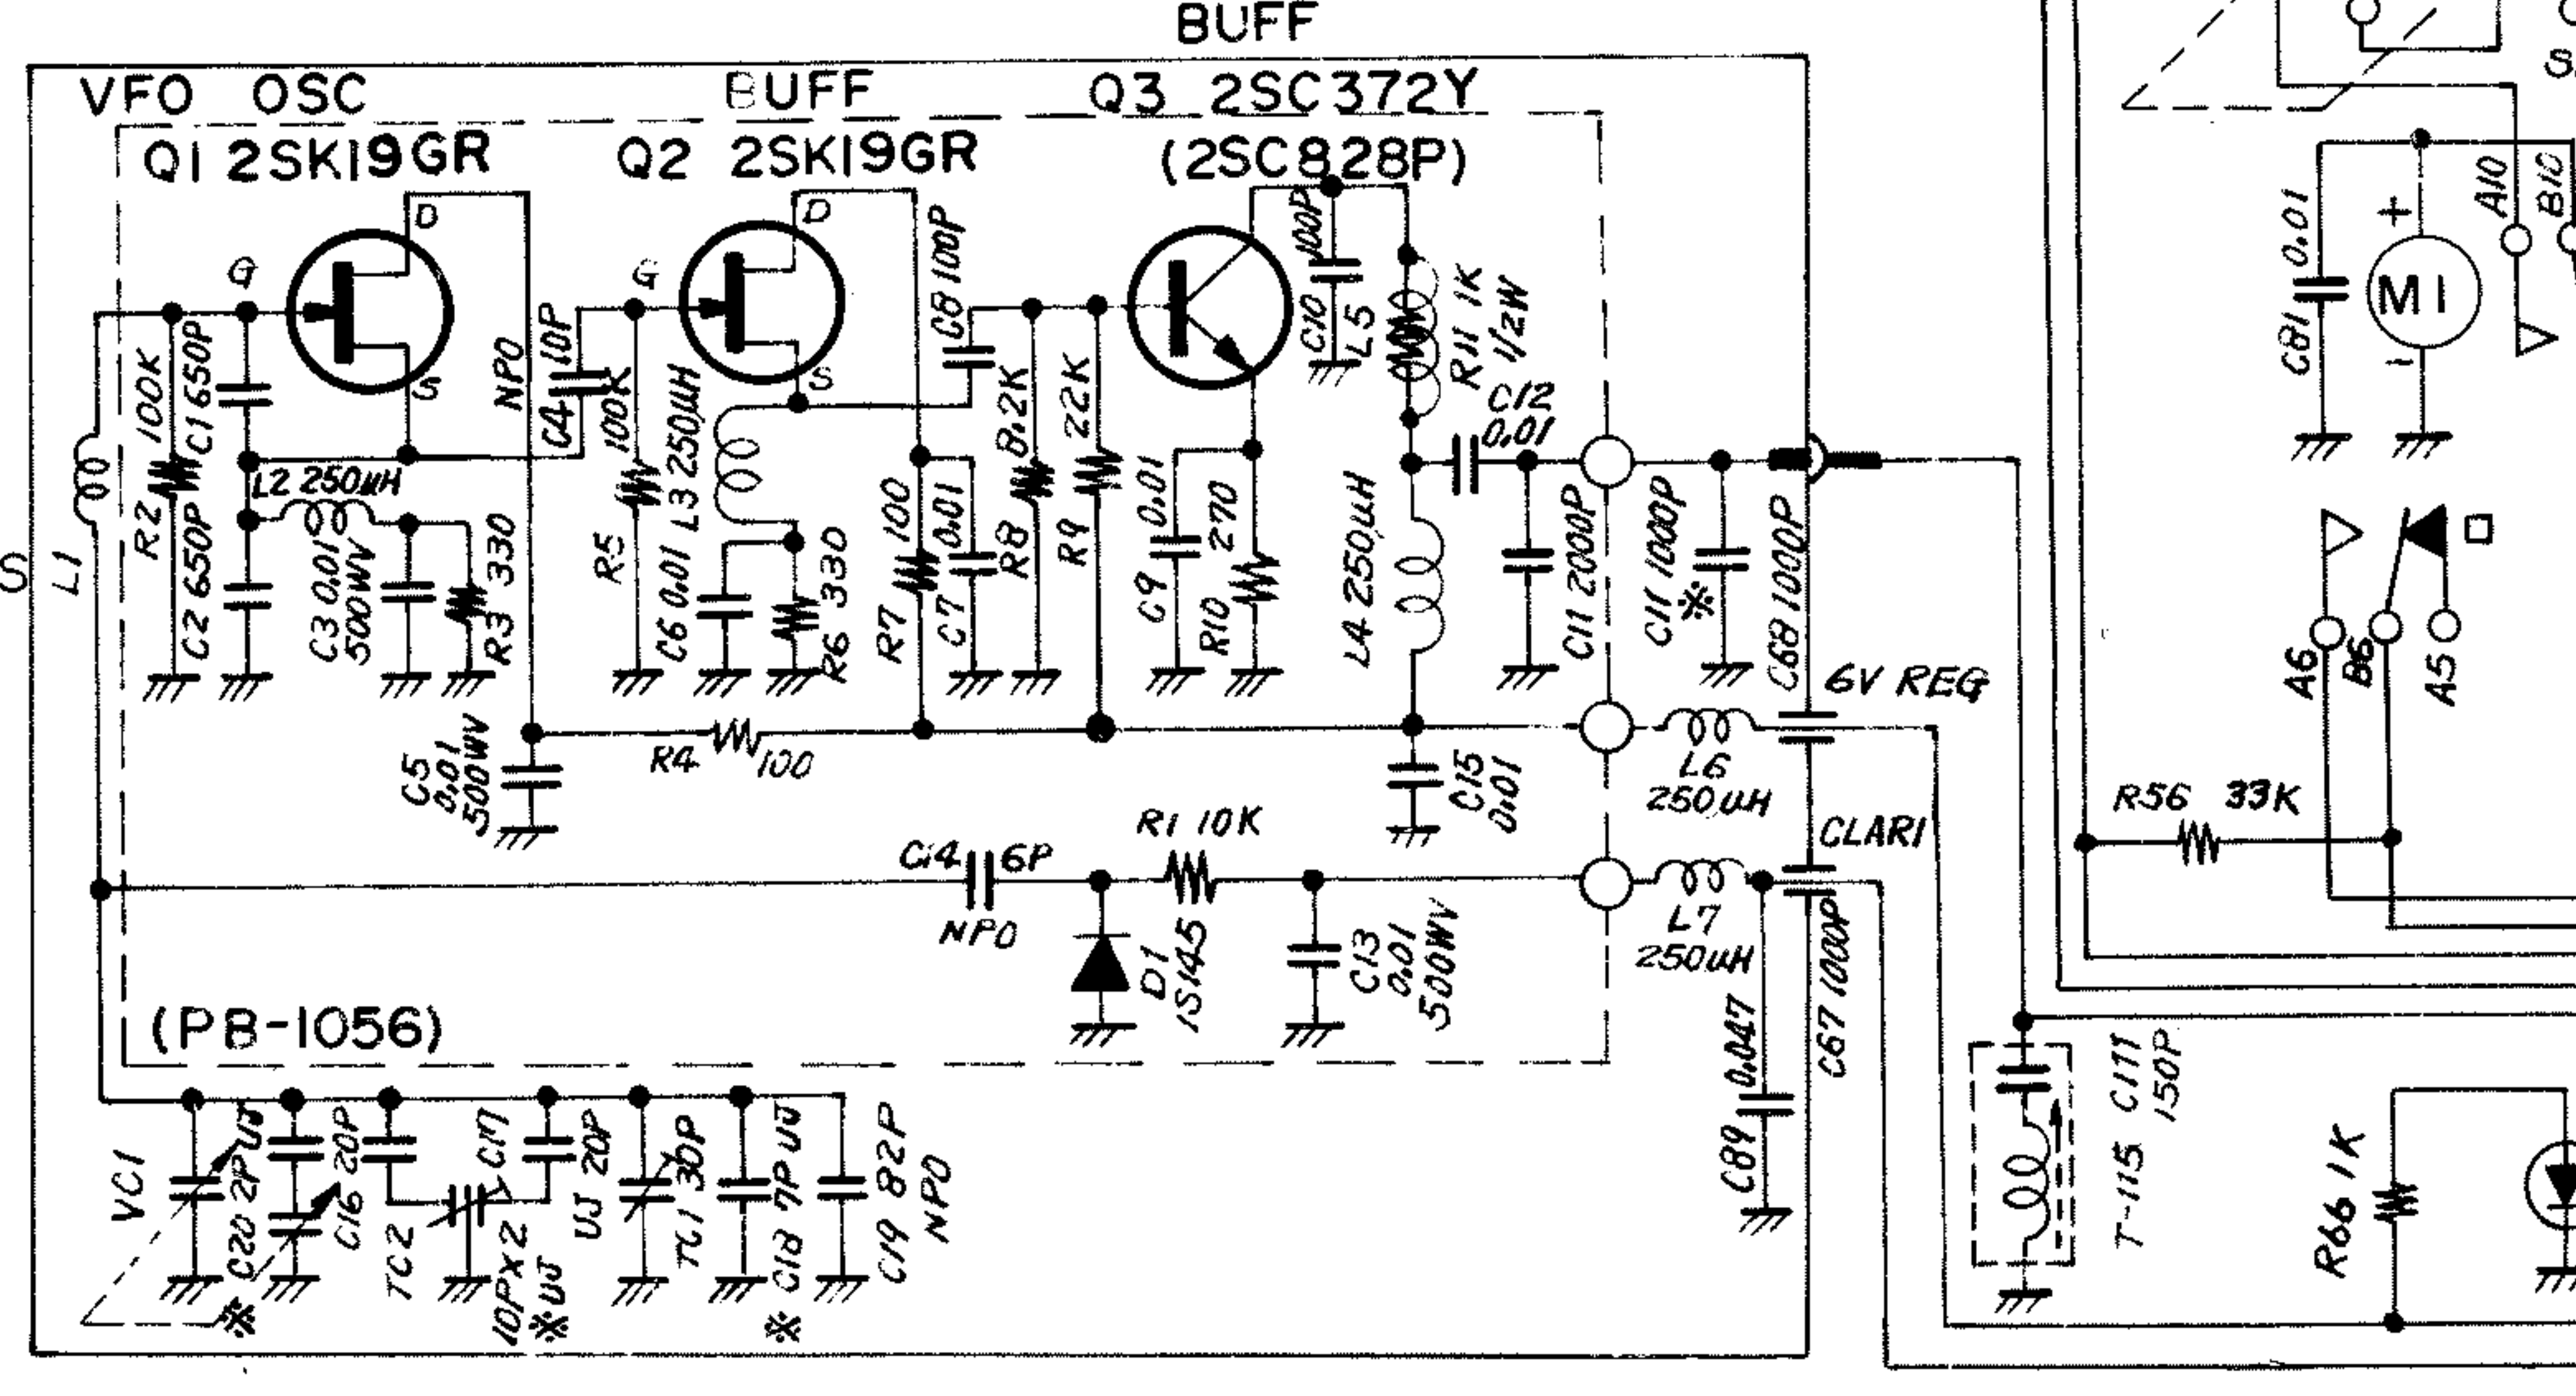 BUFF
VFO OSC
BUFF
Q3 2SC372Y
Q1 2SK19GR
Q2 2SK19GR
(2SC828P)
D
G
S
R2 100K
C1 650P
L1
L2 250µH
C2 650P
C3 0.01
500WV
R3 330
NPO
C4 10P
D
G
S
R5
100K
L3 250µH
C6 0.01
R6 330
C8 100P
R7 100
C7 0.01
R8 8.2K
R9 22K
C9 0.01
R10 270
C10 100P
L5
R11 1K
1/2W
C12
0.01
L4 250µH
C11 200P
C11 1000P
※
C68 1000P
6V REG
C5
0.01
500WV
R4 100
C15
0.01
L6
250µH
CLARI
C14 6P
NPO
R1 10K
D1
1S145
C13
0.01
500WV
L7
250µH
C67 1000P
C89 0.047
(PB-1056)
VC1
C20 2P UJ
※
C16 20P
TC2
10PX2
※UJ
C17
20P
UJ
TC1 30P
※ C18 7P UJ
C19 82P
NPO
S
C81 0.01
+
M1
-
A10
B10
A6
B6
A5
R56 33K
T-115
C111
150P
R66 1K
S